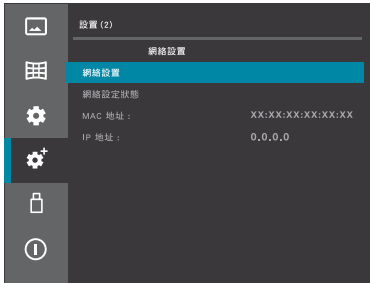 設置 (2)
網絡設置
網絡設置
網絡設定狀態
MAC 地址 : XX:XX:XX:XX:XX:XX
IP 地址 : 0.0.0.0